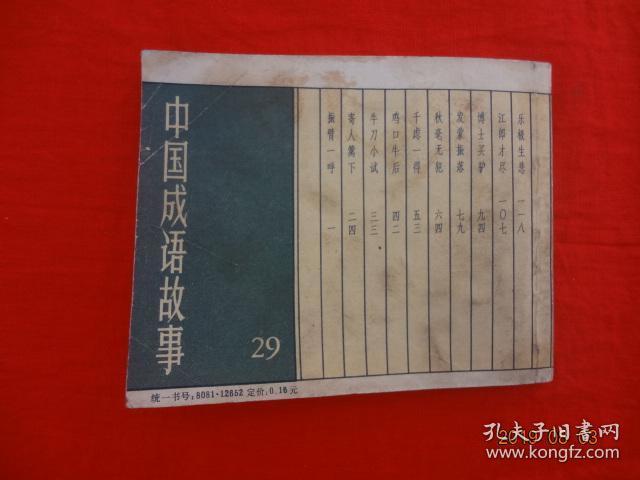 中国成语故事
29
振臂一呼 一
寄人篱下 二四
牛刀小试 三三
鸡口牛后 四二
千虑一得 五三
秋毫无犯 六四
发蒙振落 七九
博士买驴 九四
江郎才尽 一〇七
乐极生悲 一一八
统一书号:8081·12652 定价,0.16元
孔夫子旧书网
www.kongfz.com